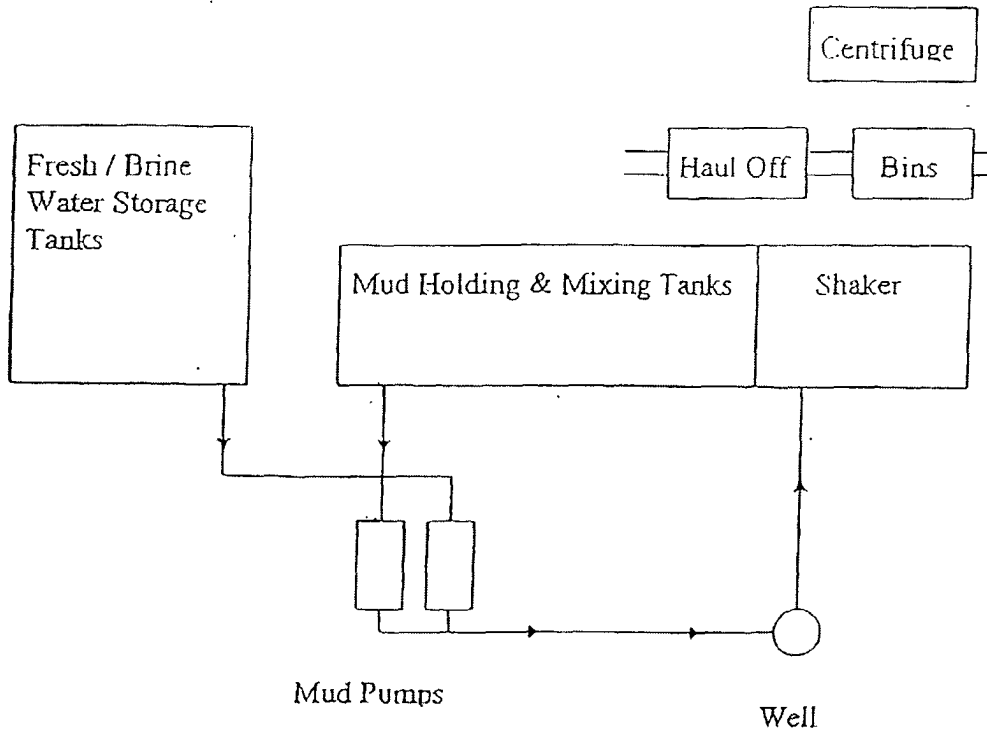 Centrifuge
Fresh / Brine
Water Storage
Tanks
Haul Off
Bins
Mud Holding & Mixing Tanks
Shaker
Mud Pumps
Well